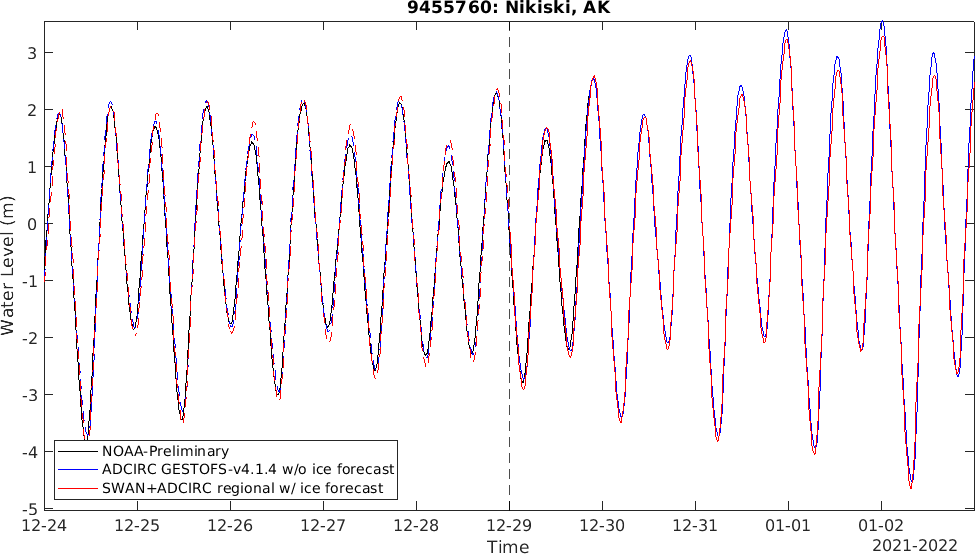 9455760: Nikiski, AK
Water Level (m)
3
2
1
0
-1
-2
-3
-4
-5
NOAA-Preliminary
ADCIRC GESTOFS-v4.1.4 w/o ice forecast
SWAN+ADCIRC regional w/ ice forecast
12-24 12-25 12-26 12-27 12-28 12-29 12-30 12-31 01-01 01-02
Time
2021-2022